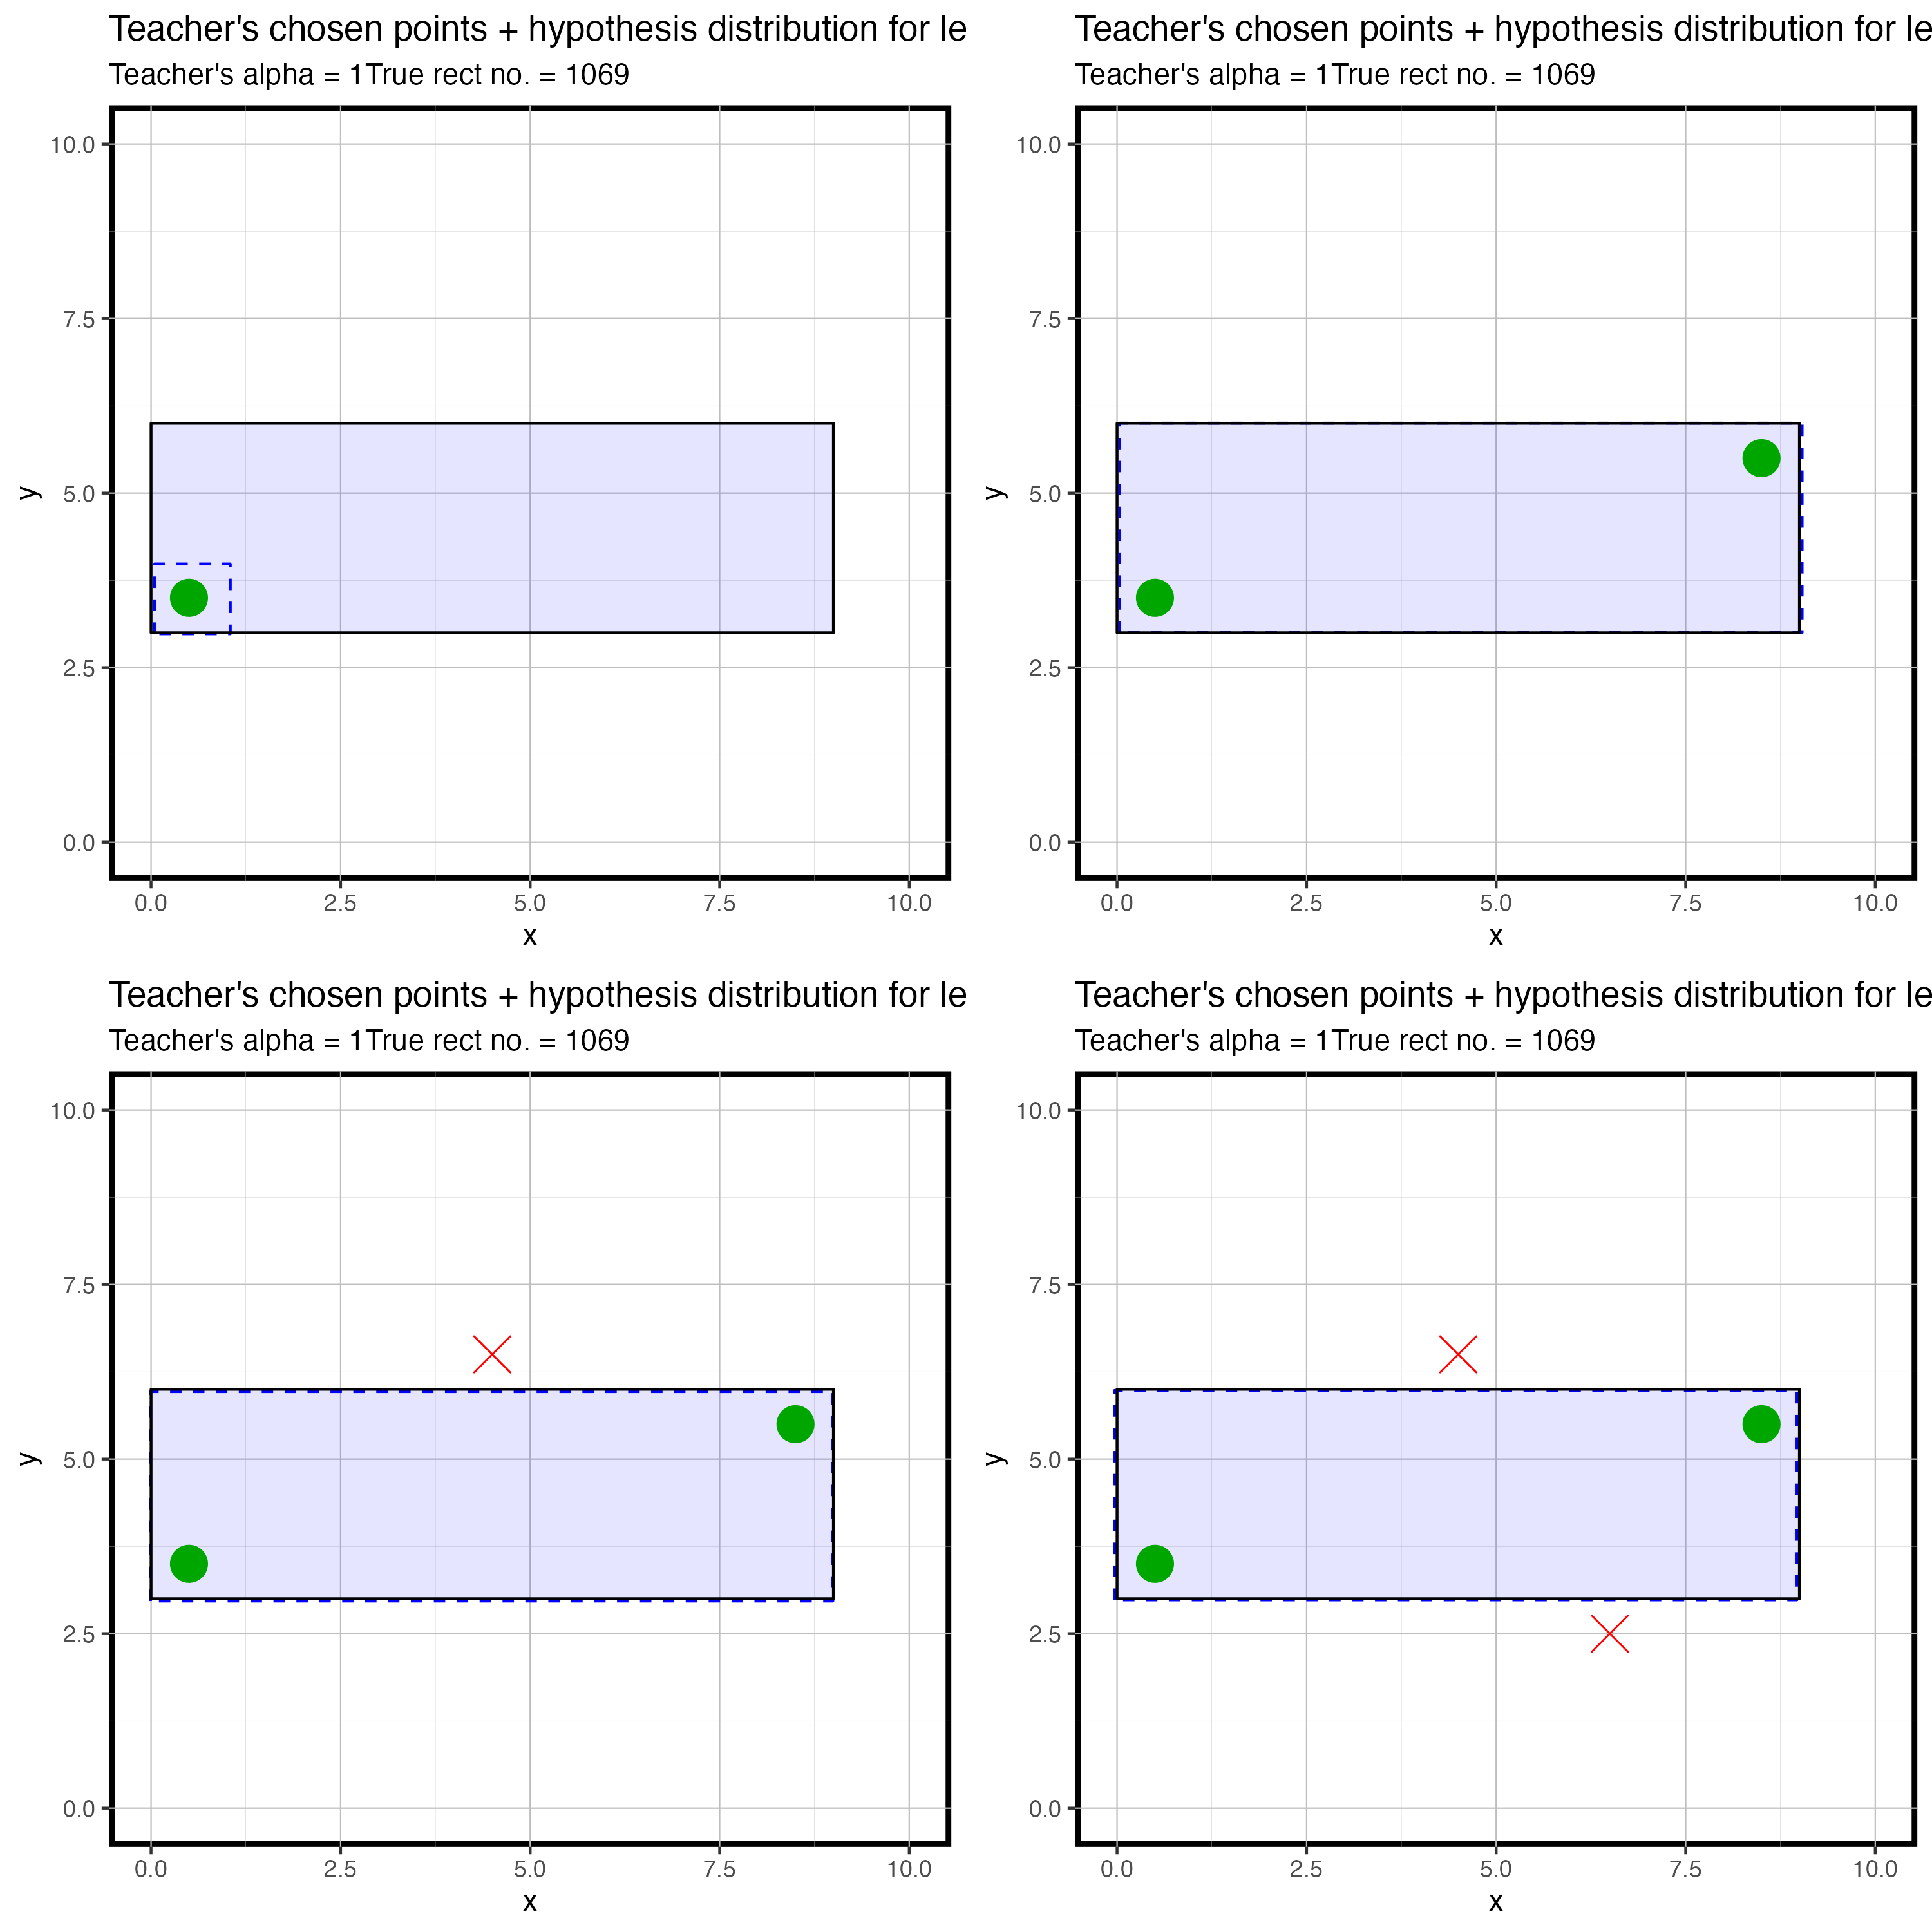 Teacher's chosen points + hypothesis distribution for le
Teacher's alpha = 1True rect no. = 1069
10.0
7.5
5.0
2.5
0.0
y
0.0 2.5 5.0 7.5 10.0
x
Teacher's chosen points + hypothesis distribution for le
Teacher's alpha = 1True rect no. = 1069
10.0
7.5
5.0
2.5
0.0
y
0.0 2.5 5.0 7.5 10.0
x
Teacher's chosen points + hypothesis distribution for le
Teacher's alpha = 1True rect no. = 1069
10.0
7.5
5.0
2.5
0.0
y
0.0 2.5 5.0 7.5 10.0
x
Teacher's chosen points + hypothesis distribution for le
Teacher's alpha = 1True rect no. = 1069
10.0
7.5
5.0
2.5
0.0
y
0.0 2.5 5.0 7.5 10.0
x